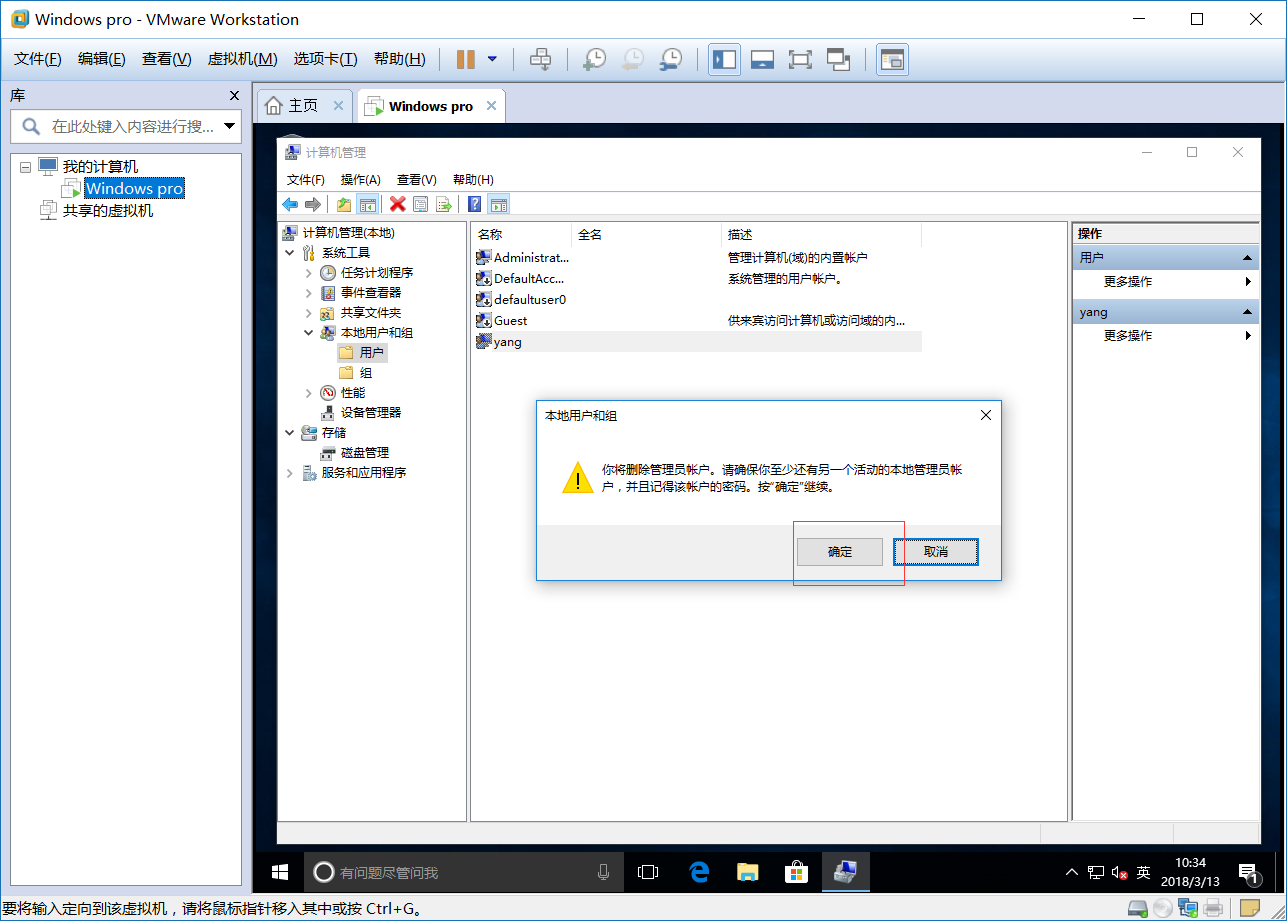 Windows pro - VMware Workstation
文件(F) 编辑(E) 查看(V) 虚拟机(M) 选项卡(T) 帮助(H)
库
在此处键入内容进行搜...
我的计算机
Windows pro
共享的虚拟机
主页
Windows pro
计算机管理
文件(F) 操作(A) 查看(V) 帮助(H)
计算机管理(本地)
系统工具
任务计划程序
事件查看器
共享文件夹
本地用户和组
用户
组
性能
设备管理器
存储
磁盘管理
服务和应用程序
名称 全名 描述
Administrat... 管理计算机(域)的内置帐户
DefaultAcc... 系统管理的用户帐户。
defaultuser0
Guest 供来宾访问计算机或访问域的内...
yang
操作
用户
更多操作
yang
更多操作
本地用户和组
你将删除管理员帐户。请确保你至少还有另一个活动的本地管理员帐
户，并且记得该帐户的密码。按“确定”继续。
确定 取消
有问题尽管问我
英
10:34
2018/3/13
1
要将输入定向到该虚拟机，请将鼠标指针移入其中或按 Ctrl+G。